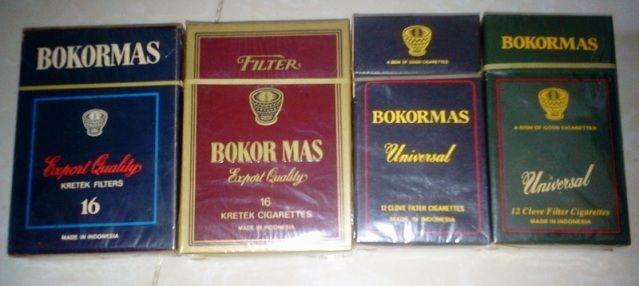 BOKORMAS
Export Quality
KRETEK FILTERS
16
MADE IN INDONESIA
FILTER
BOKOR MAS
Export Quality
16
KRETEK CIGARETTES
MADE IN INDONESIA
A SIGN OF GOOD CIGARETTES
BOKORMAS
Universal
12 CLOVE FILTER CIGARETTES
MADE IN INDONESIA
BOKORMAS
A SIGN OF GOOD CIGARETTES
Universal
12 Clove Filter Cigarettes
MADE IN INDONESIA